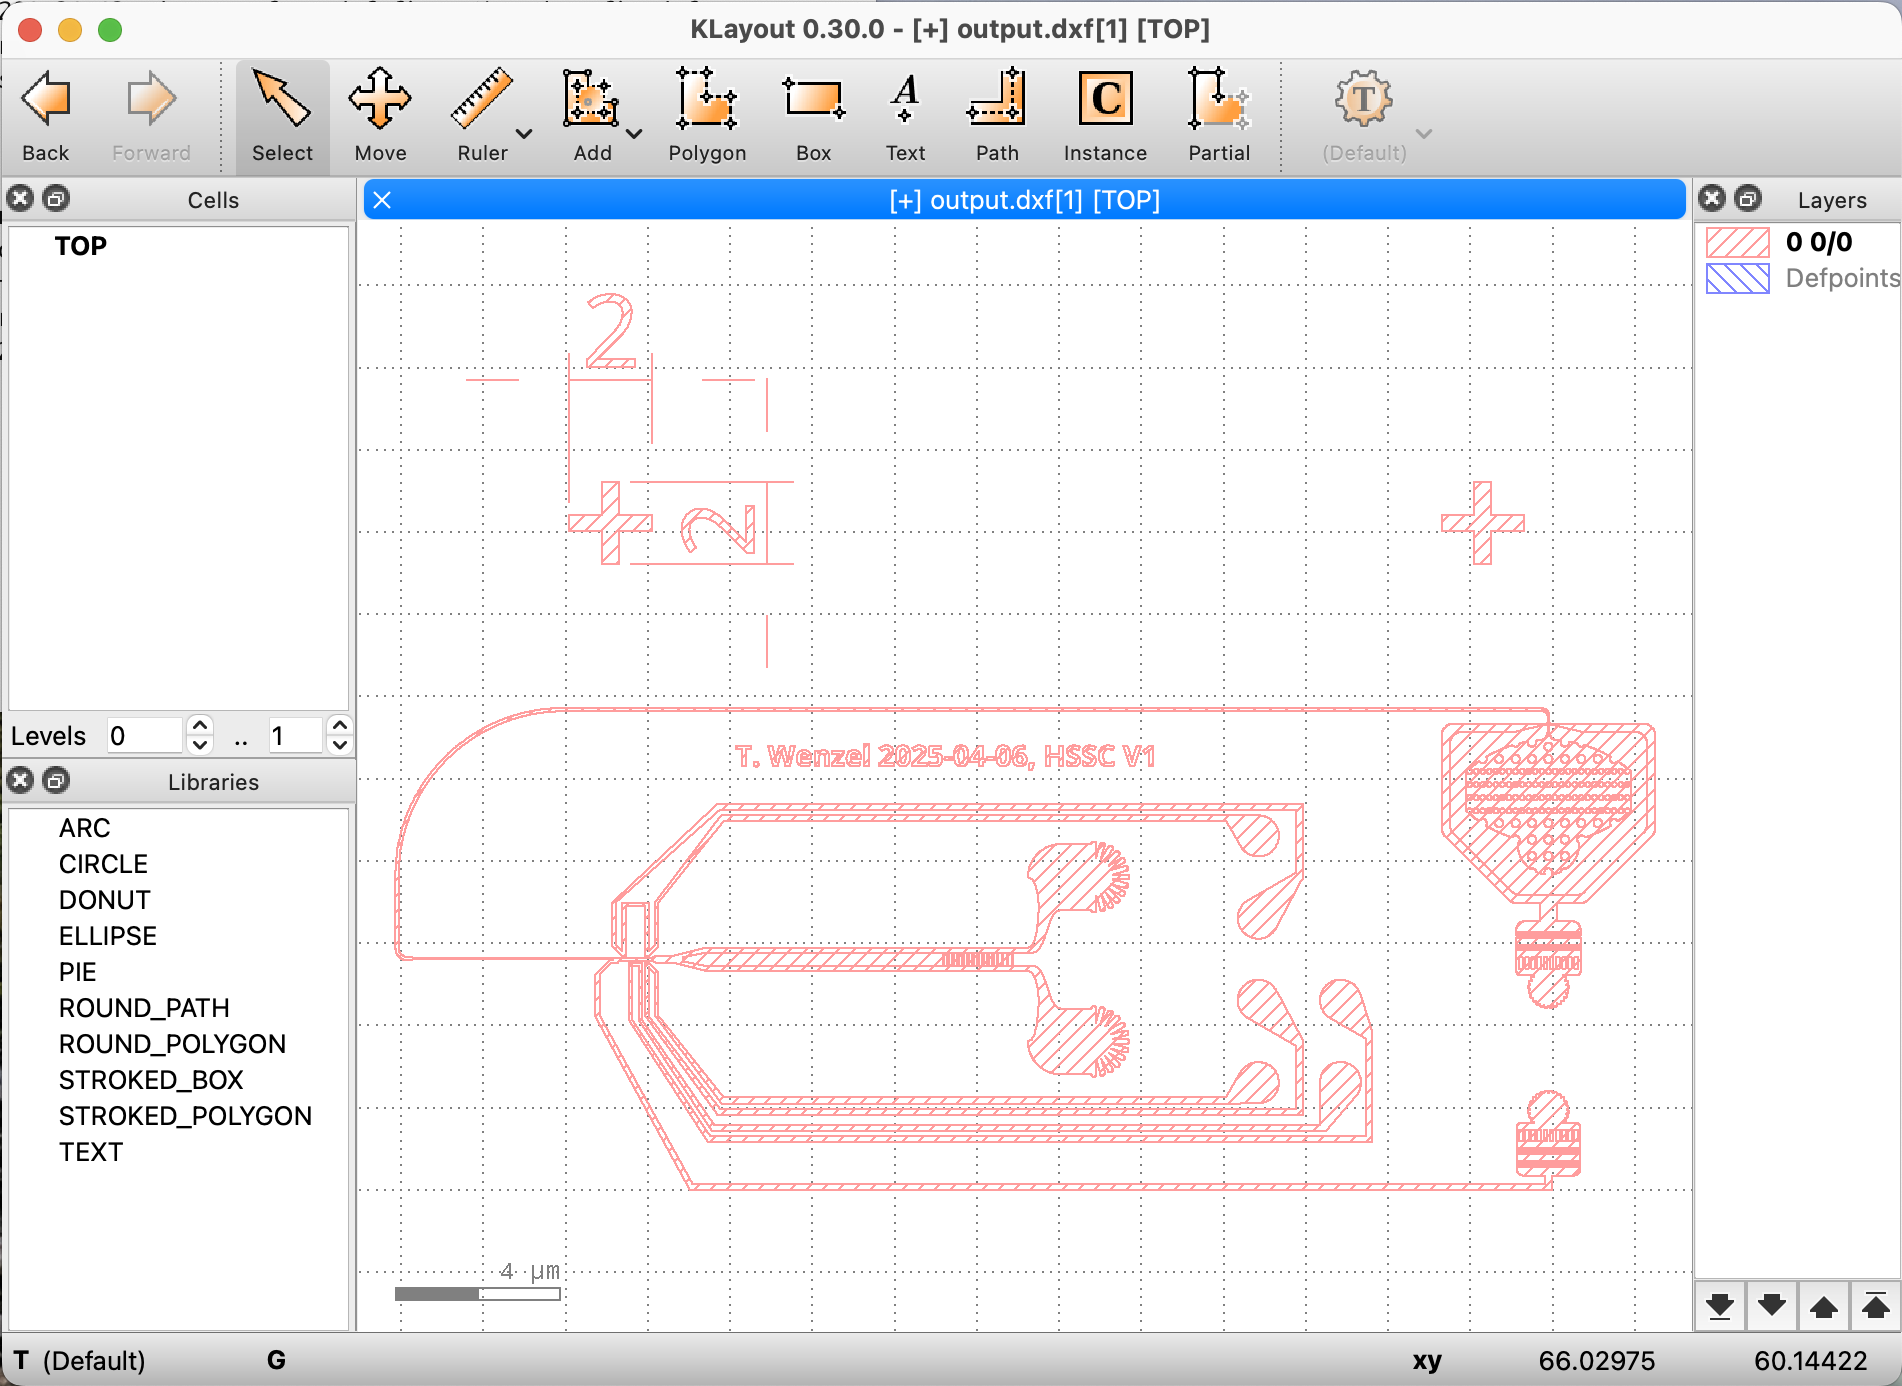 KLayout 0.30.0 - [+] output.dxf[1] [TOP]
Back
Forward
Select
Move
Ruler
Add
Polygon
Box
Text
Path
Instance
Partial
(Default)
Cells
[+] output.dxf[1] [TOP]
Layers
TOP
0 0/0
Defpoints
2
2
T. Wenzel 2025-04-06, HSSC V1
Levels 0 .. 1
Libraries
ARC
CIRCLE
DONUT
ELLIPSE
PIE
ROUND_PATH
ROUND_POLYGON
STROKED_BOX
STROKED_POLYGON
TEXT
4 µm
T (Default) G xy 66.02975 60.14422